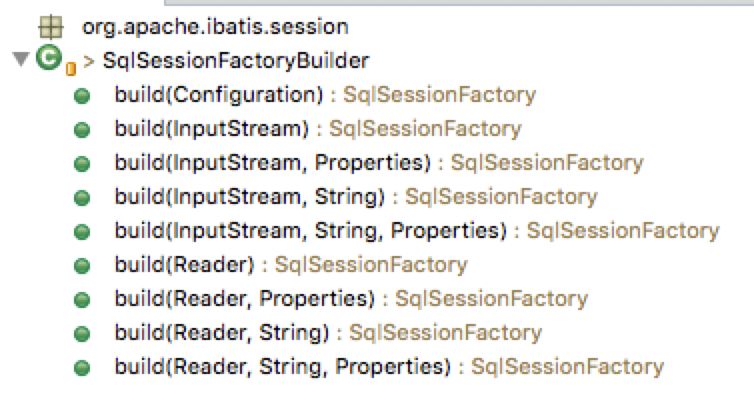 org.apache.ibatis.session
C > SqlSessionFactoryBuilder
build(Configuration) : SqlSessionFactory
build(InputStream) : SqlSessionFactory
build(InputStream, Properties) : SqlSessionFactory
build(InputStream, String) : SqlSessionFactory
build(InputStream, String, Properties) : SqlSessionFactory
build(Reader) : SqlSessionFactory
build(Reader, Properties) : SqlSessionFactory
build(Reader, String) : SqlSessionFactory
build(Reader, String, Properties) : SqlSessionFactory